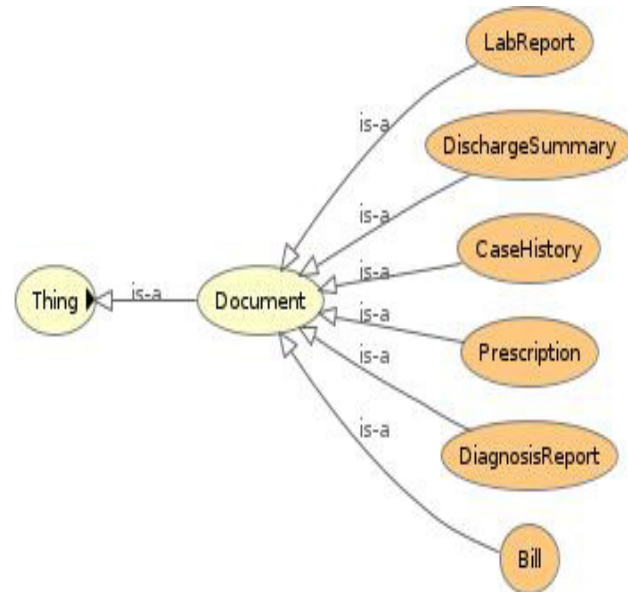 LabReport
is-a
DischargeSummary
is-a
CaseHistory
is-a
Thing
is-a
Document
is-a
Prescription
is-a
DiagnosisReport
is-a
Bill